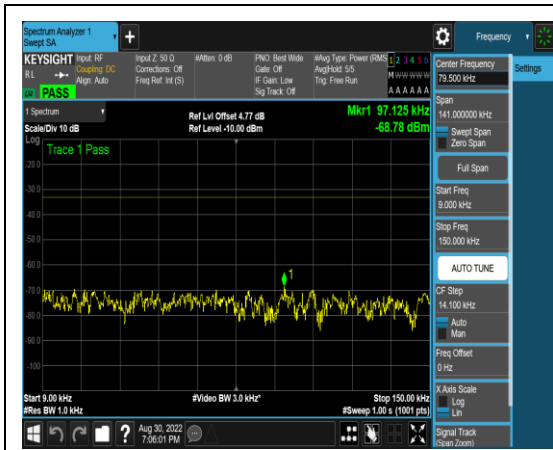 Spectrum Analyzer 1
Swept SA
Frequency
KEYSIGHT
RL
Input: RF
Coupling: DC
Align: Auto
Input Z: 50 Ω
Corrections: Off
Freq Ref: Int (S)
#Atten: 0 dB
PNO: Best Wide
Gate: Off
IF Gain: Low
Sig Track: Off
#Avg Type: Power (RMS
Avg|Hold: 5/5
Trig: Free Run
1 2 3 4 5 6
M W W W W W
A A A A A A
PASS
1 Spectrum
Scale/Div 10 dB
Ref Lvl Offset 4.77 dB
Ref Level -10.00 dBm
Mkr1 97.125 kHz
-68.78 dBm
Log
Trace 1 Pass
-20.0
-30.0
-40.0
-50.0
-60.0
-70.0
-80.0
-90.0
-100
1
Start 9.00 kHz
#Res BW 1.0 kHz
#Video BW 3.0 kHz*
Stop 150.00 kHz
#Sweep 1.00 s (1001 pts)
Aug 30, 2022
7:06:01 PM
?
Center Frequency
79.500 kHz
Settings
Span
141.000000 kHz
Swept Span
Zero Span
Full Span
Start Freq
9.000 kHz
Stop Freq
150.000 kHz
AUTO TUNE
CF Step
14.100 kHz
Auto
Man
Freq Offset
0 Hz
X Axis Scale
Log
Lin
Signal Track
(Span Zoom)